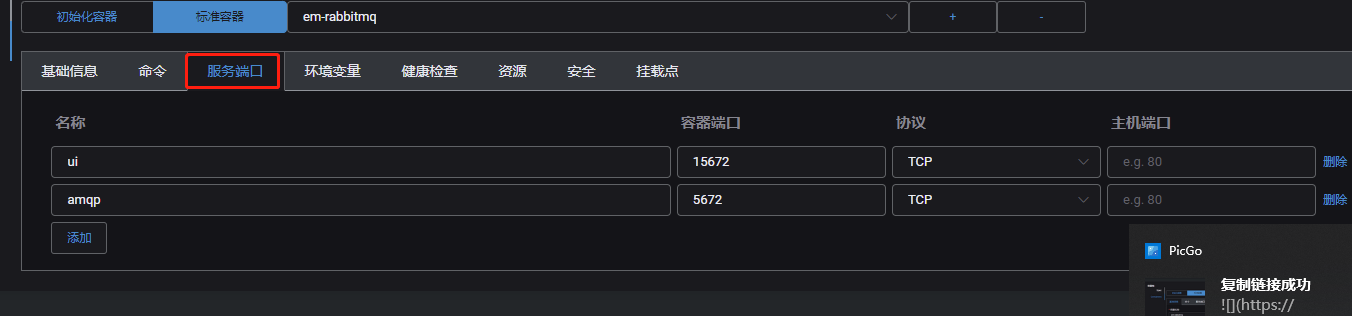 初始化容器 标准容器 em-rabbitmq + -
基础信息 命令 服务端口 环境变量 健康检查 资源 安全 挂载点
名称 容器端口 协议 主机端口
ui 15672 TCP e.g. 80 删除
amqp 5672 TCP e.g. 80 删除
添加
PicGo
复制链接成功
![](https://